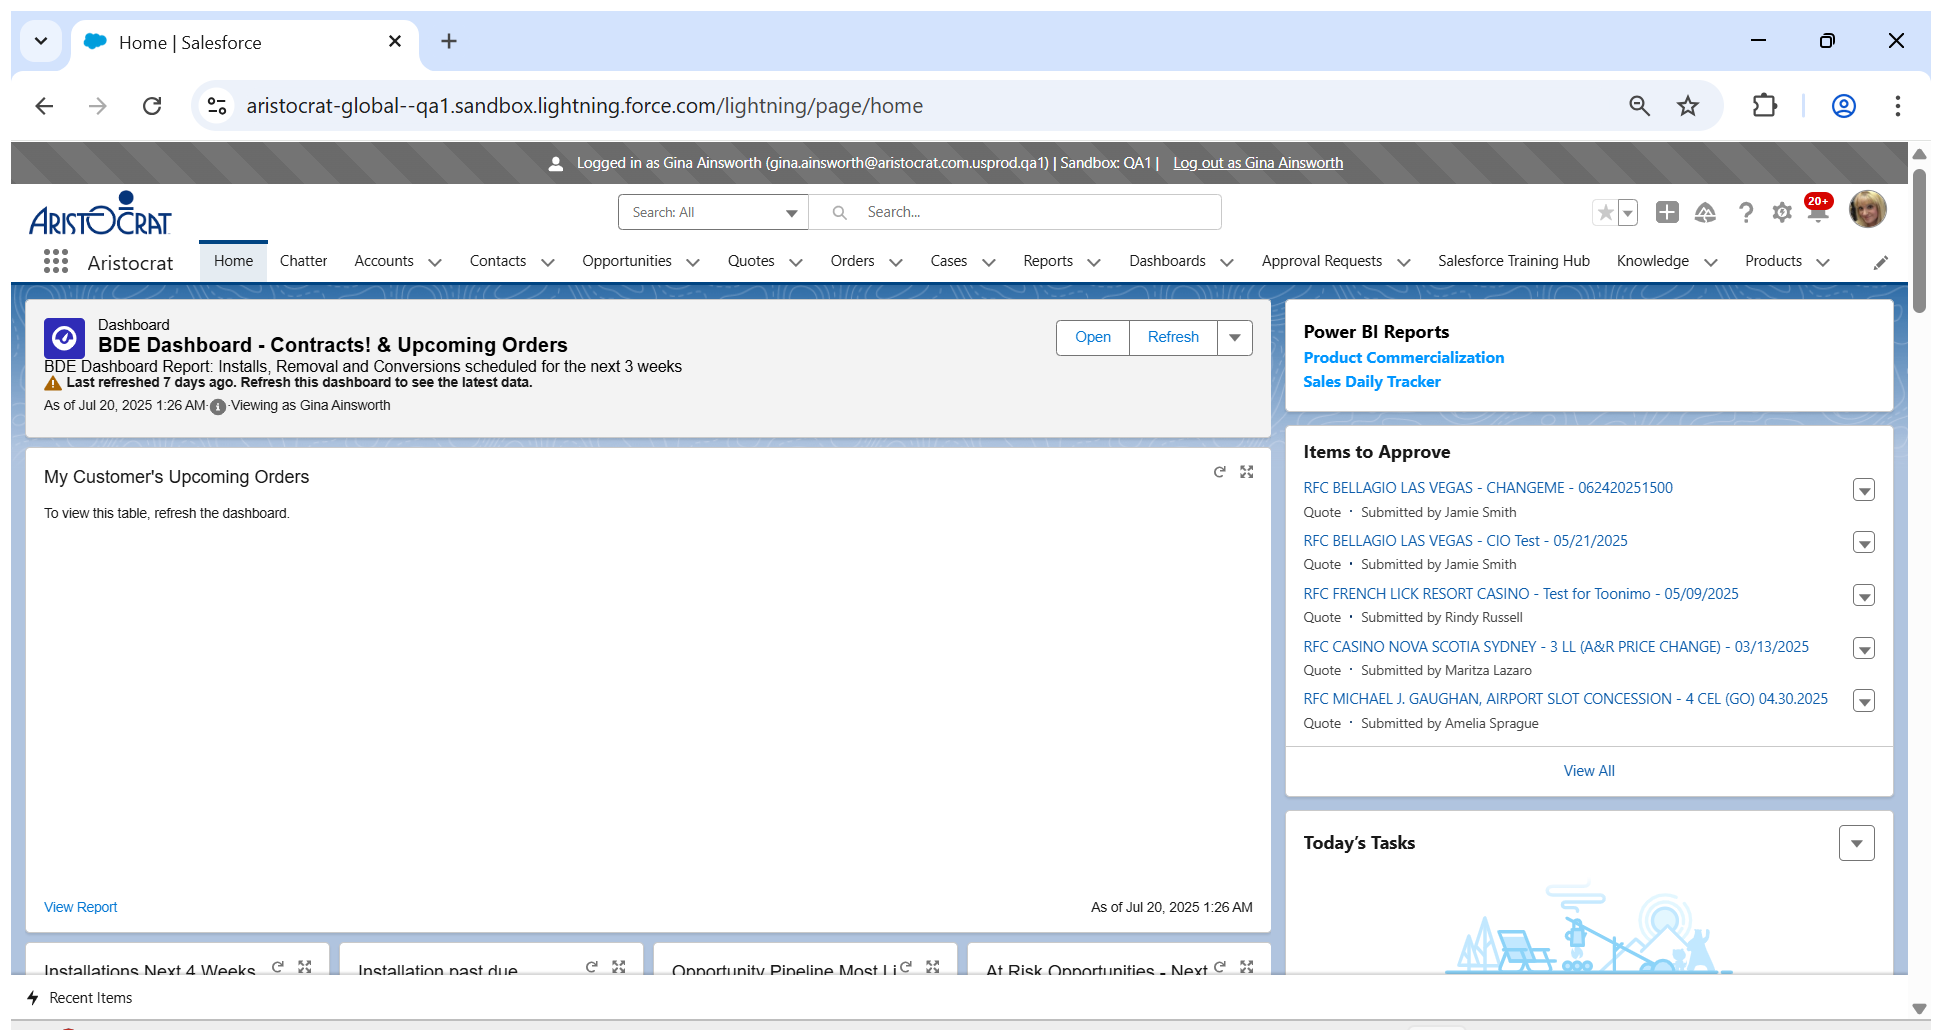 Home | Salesforce
aristocrat-global--qa1.sandbox.lightning.force.com/lightning/page/home
Logged in as Gina Ainsworth (gina.ainsworth@aristocrat.com.usprod.qa1) | Sandbox: QA1 | Log out as Gina Ainsworth
ARISTOCRAT
Search: All
Search...
20+
Aristocrat
Home
Chatter
Accounts
Contacts
Opportunities
Quotes
Orders
Cases
Reports
Dashboards
Approval Requests
Salesforce Training Hub
Knowledge
Products
Dashboard
BDE Dashboard - Contracts! & Upcoming Orders
BDE Dashboard Report: Installs, Removal and Conversions scheduled for the next 3 weeks
Last refreshed 7 days ago. Refresh this dashboard to see the latest data.
As of Jul 20, 2025 1:26 AM·Viewing as Gina Ainsworth
Open
Refresh
My Customer's Upcoming Orders
To view this table, refresh the dashboard.
View Report
As of Jul 20, 2025 1:26 AM
Installations Next 4 Weeks
Installation past due
Opportunity Pipeline Most Li
At Risk Opportunities - Next
Power BI Reports
Product Commercialization
Sales Daily Tracker
Items to Approve
RFC BELLAGIO LAS VEGAS - CHANGEME - 062420251500
Quote · Submitted by Jamie Smith
RFC BELLAGIO LAS VEGAS - CIO Test - 05/21/2025
Quote · Submitted by Jamie Smith
RFC FRENCH LICK RESORT CASINO - Test for Toonimo - 05/09/2025
Quote · Submitted by Rindy Russell
RFC CASINO NOVA SCOTIA SYDNEY - 3 LL (A&R PRICE CHANGE) - 03/13/2025
Quote · Submitted by Maritza Lazaro
RFC MICHAEL J. GAUGHAN, AIRPORT SLOT CONCESSION - 4 CEL (GO) 04.30.2025
Quote · Submitted by Amelia Sprague
View All
Today's Tasks
Recent Items